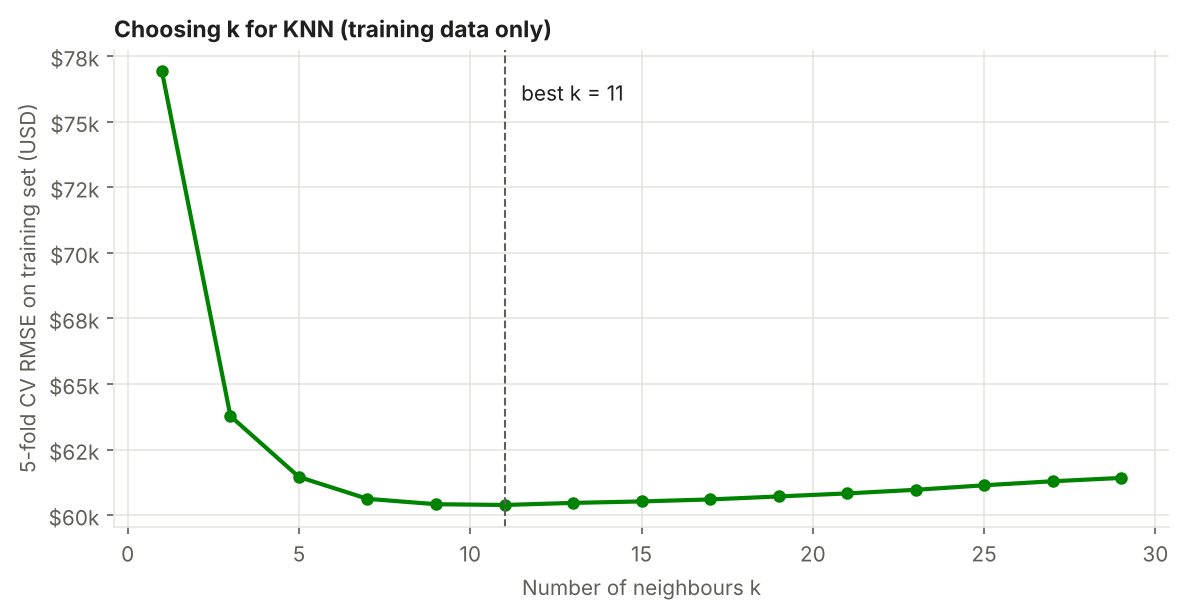 Choosing k for KNN (training data only)
5-fold CV RMSE on training set (USD)
$78k
$75k
$72k
$70k
$68k
$65k
$62k
$60k
best k = 11
0 5 10 15 20 25 30
Number of neighbours k